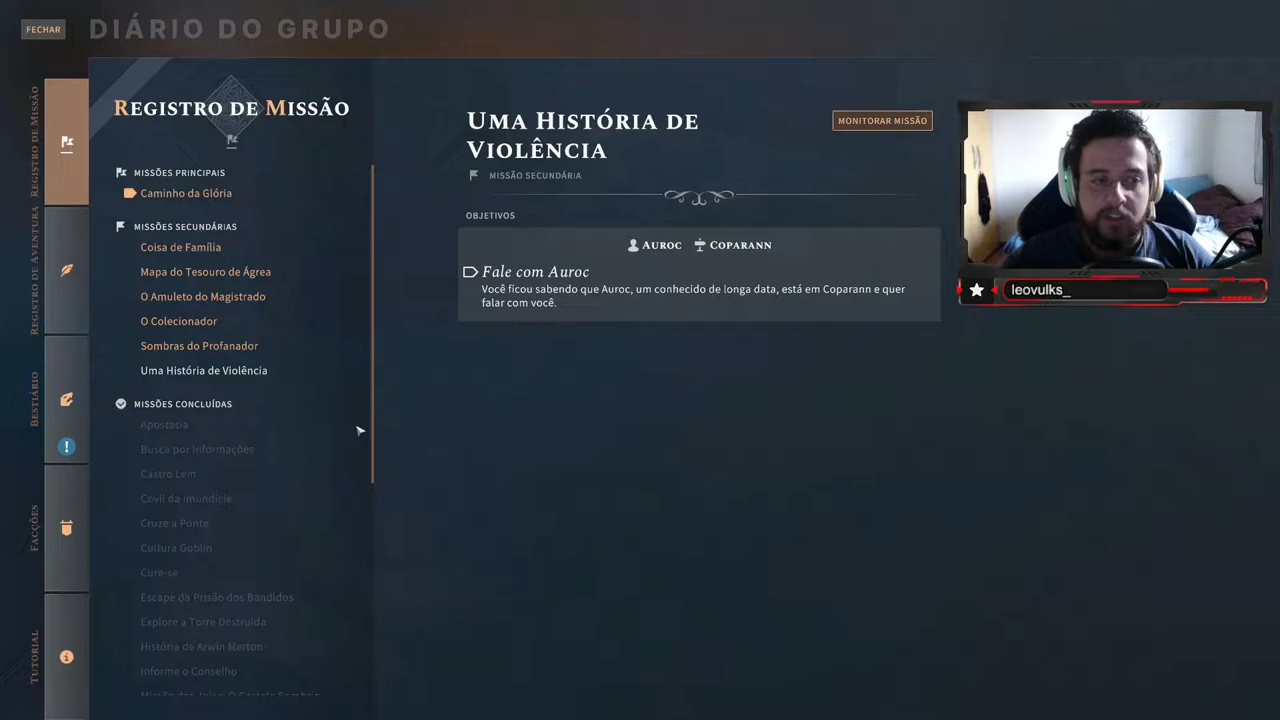 FECHAR
DIÁRIO DO GRUPO
REGISTRO DE MISSÃO
REGISTRO DE AVENTURA
BESTIÁRIO
!
FACÇÕES
TUTORIAL
REGISTRO DE MISSÃO
MISSÕES PRINCIPAIS
Caminho da Glória
MISSÕES SECUNDÁRIAS
Coisa de Família
Mapa do Tesouro de Ágrea
O Amuleto do Magistrado
O Colecionador
Sombras do Profanador
Uma História de Violência
MISSÕES CONCLUÍDAS
Apostasia
Busca por Informações
Castro Lem
Covil da Imundície
Cruze a Ponte
Cultura Goblin
Cure-se
Escape da Prisão dos Bandidos
Explore a Torre Destruída
História de Arwin Merton
Informe o Conselho
UMA HISTÓRIA DE
VIOLÊNCIA
MONITORAR MISSÃO
MISSÃO SECUNDÁRIA
OBJETIVOS
AUROC COPARANN
Fale com Auroc
Você ficou sabendo que Auroc, um conhecido de longa data, está em Coparann e quer
falar com você.
leovulks_